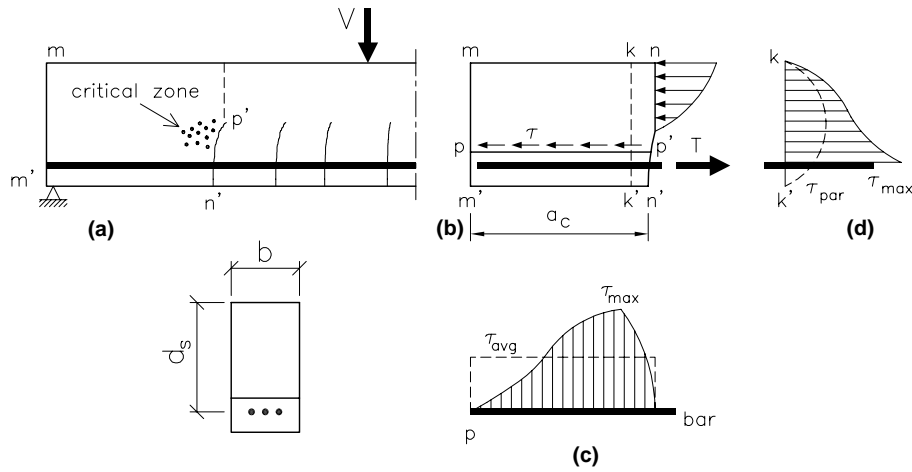 V
m
critical zone
p'
m'
n'
(a)
m
k
n
τ
p
p'
T
m'
k'
n'
a_c
(b)
k
k'
τ_par
τ_max
(d)
b
d_s
τ_max
τ_avg
bar
p
(c)